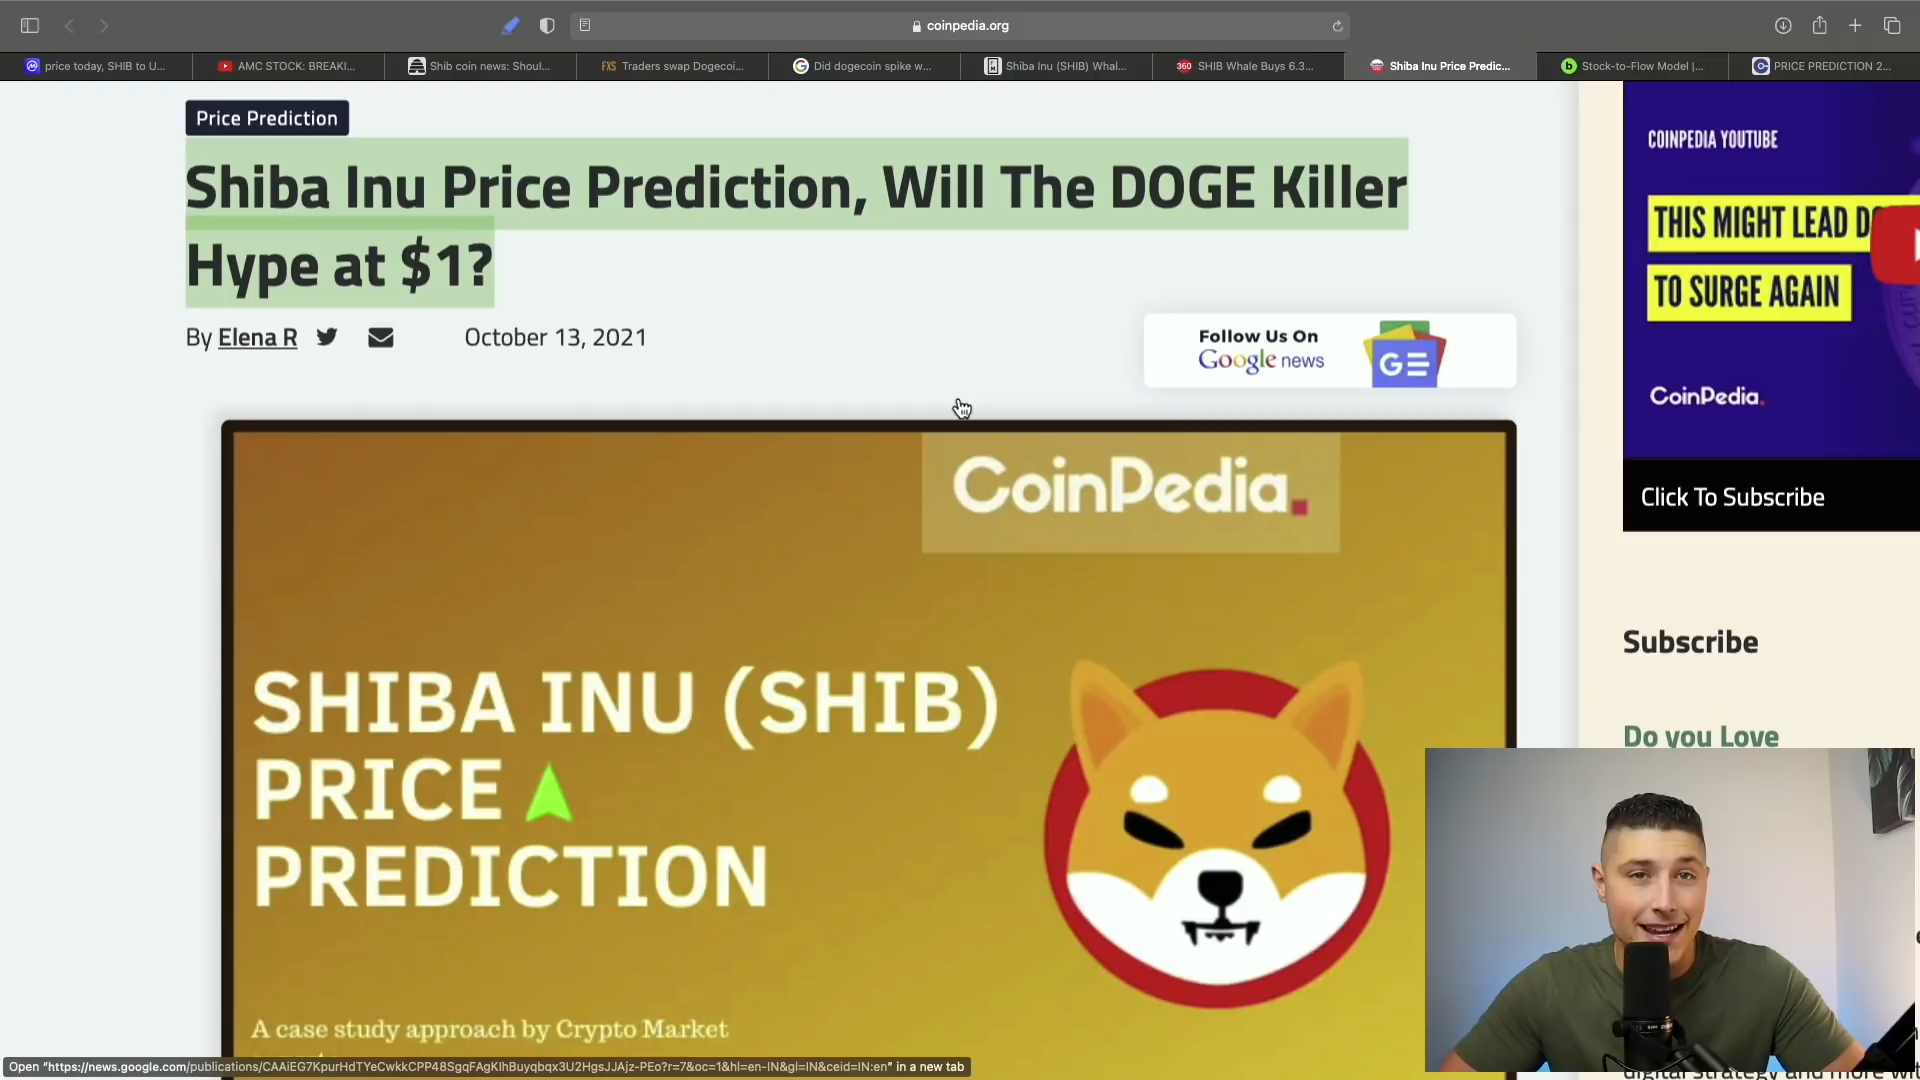 coinpedia.org
price today, SHIB to U...
AMC STOCK: BREAKI...
Shib coin news: Shoul...
FXS Traders swap Dogecoi...
Did dogecoin spike w...
Shiba Inu (SHIB) Whal...
360 SHIB Whale Buys 6.3...
Shiba Inu Price Predic...
Stock-to-Flow Model |...
PRICE PREDICTION 2...
Price Prediction
Shiba Inu Price Prediction, Will The DOGE Killer
Hype at $1?
By Elena R
October 13, 2021
Follow Us On
Google news
GE
CoinPedia.
SHIBA INU (SHIB)
PRICE
PREDICTION
A case study approach by Crypto Market
COINPEDIA YOUTUBE
THIS MIGHT LEAD
TO SURGE AGAIN
CoinPedia.
Click To Subscribe
Subscribe
Do you Love
Open "https://news.google.com/publications/CAAiEG7KpurHdTYeCwkkCPP48SgqFAgKIhBuyqbqx3U2HgsJJAjz-PEo?r=7&oc=1&hl=en-IN&gl=IN&ceid=IN:en" in a new tab